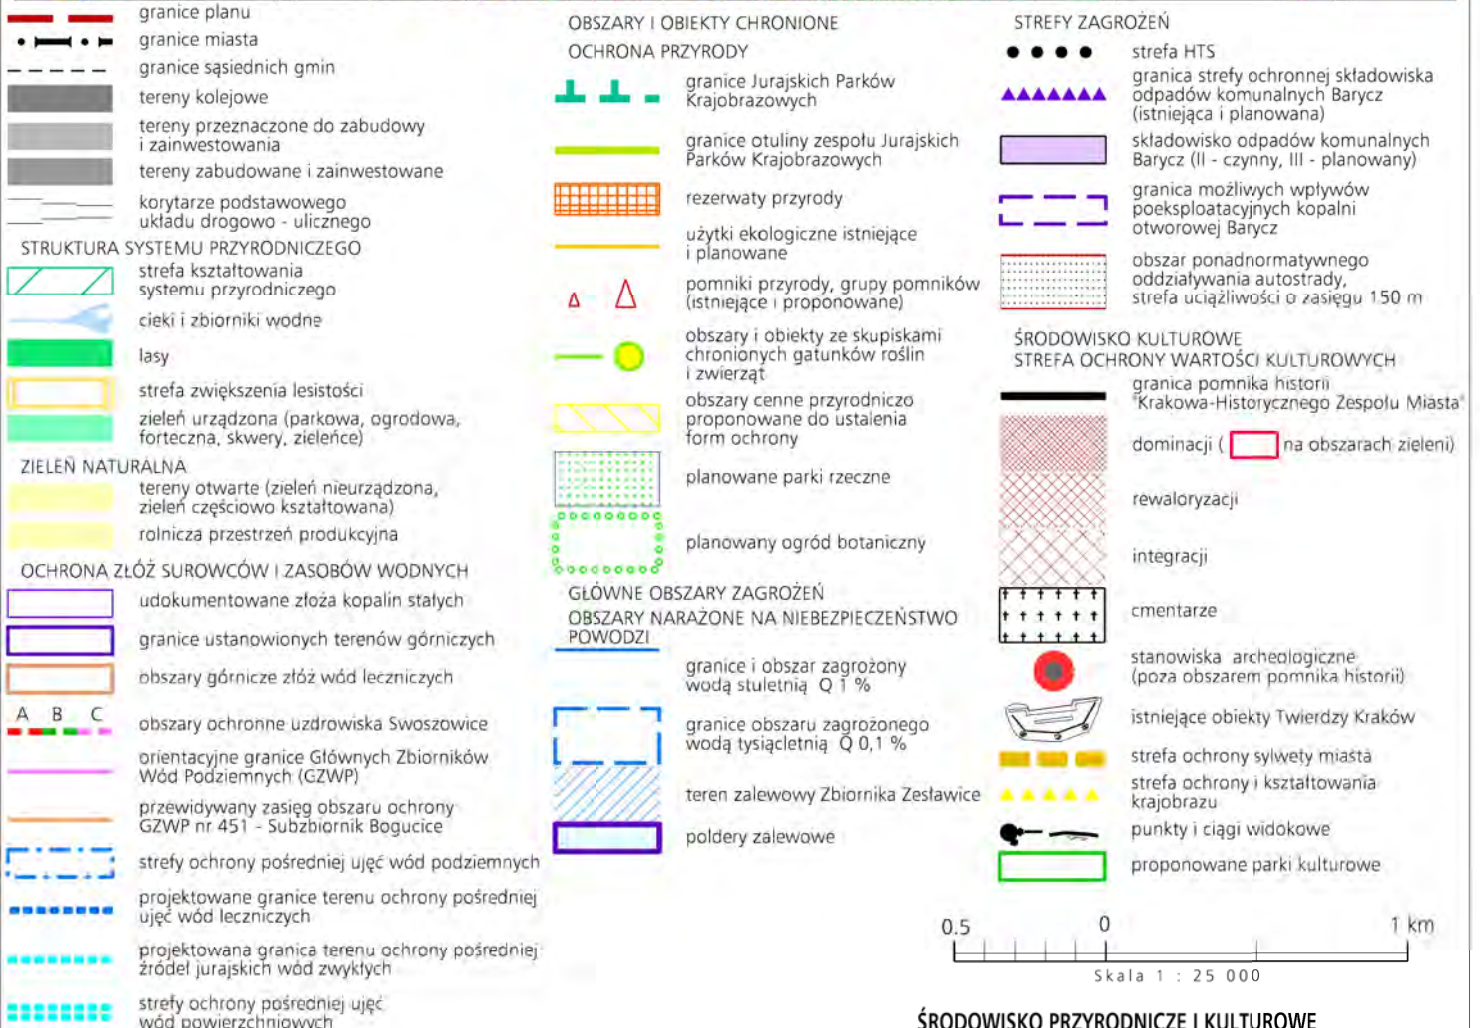 granice planu
granice miasta
granice sąsiednich gmin
tereny kolejowe
tereny przeznaczone do zabudowy
i zainwestowania
tereny zabudowane i zainwestowane
korytarze podstawowego
układu drogowo - ulicznego
STRUKTURA SYSTEMU PRZYRODNICZEGO
strefa kształtowania
systemu przyrodniczego
cieki i zbiorniki wodne
lasy
strefa zwiększenia lesistości
zieleń urządzona (parkowa, ogrodowa,
forteczna, skwery, zieleńce)
ZIELEŃ NATURALNA
tereny otwarte (zieleń nieurządzona,
zieleń częściowo kształtowana)
rolnicza przestrzeń produkcyjna
OCHRONA ZŁÓŻ SUROWCÓW I ZASOBÓW WODNYCH
udokumentowane złoża kopalin stałych
granice ustanowionych terenów górniczych
obszary górnicze złóż wód leczniczych
A B C
obszary ochronne uzdrowiska Swoszowice
orientacyjne granice Głównych Zbiorników
Wód Podziemnych (GZWP)
przewidywany zasięg obszaru ochrony
GZWP nr 451 - Subzbiornik Bogucice
strefy ochrony pośredniej ujęć wód podziemnych
projektowane granice terenu ochrony pośredniej
ujęć wód leczniczych
projektowana granica terenu ochrony pośredniej
źródeł jurajskich wód zwykłych
strefy ochrony pośredniej ujęć
wód powierzchniowych
OBSZARY I OBIEKTY CHRONIONE
OCHRONA PRZYRODY
granice Jurajskich Parków
Krajobrazowych
granice otuliny zespołu Jurajskich
Parków Krajobrazowych
rezerwaty przyrody
użytki ekologiczne istniejące
i planowane
pomniki przyrody, grupy pomników
(istniejące i proponowane)
obszary i obiekty ze skupiskami
chronionych gatunków roślin
i zwierząt
obszary cenne przyrodniczo
proponowane do ustalenia
form ochrony
planowane parki rzeczne
planowany ogród botaniczny
GŁÓWNE OBSZARY ZAGROŻEŃ
OBSZARY NARAŻONE NA NIEBEZPIECZEŃSTWO
POWODZI
granice i obszar zagrożony
wodą stuletnią Q 1 %
granice obszaru zagrożonego
wodą tysiącletnią Q 0,1 %
teren zalewowy Zbiornika Zesławice
poldery zalewowe
STREFY ZAGROŻEŃ
strefa HTS
granica strefy ochronnej składowiska
odpadów komunalnych Barycz
(istniejąca i planowana)
składowisko odpadów komunalnych
Barycz (II - czynny, III - planowany)
granica możliwych wpływów
poeksploatacyjnych kopalni
otworowej Barycz
obszar ponadnormatywnego
oddziaływania autostrady,
strefa uciążliwości o zasięgu 150 m
ŚRODOWISKO KULTUROWE
STREFA OCHRONY WARTOŚCI KULTUROWYCH
granica pomnika historii
"Krakowa-Historycznego Zespołu Miasta"
dominacji ( na obszarach zieleni)
rewaloryzacji
integracji
cmentarze
stanowiska archeologiczne
(poza obszarem pomnika historii)
istniejące obiekty Twierdzy Kraków
strefa ochrony sylwety miasta
strefa ochrony i kształtowania
krajobrazu
punkty i ciągi widokowe
proponowane parki kulturowe
0.5 0 1 km
Skala 1 : 25 000
ŚRODOWISKO PRZYRODNICZE I KULTUROWE